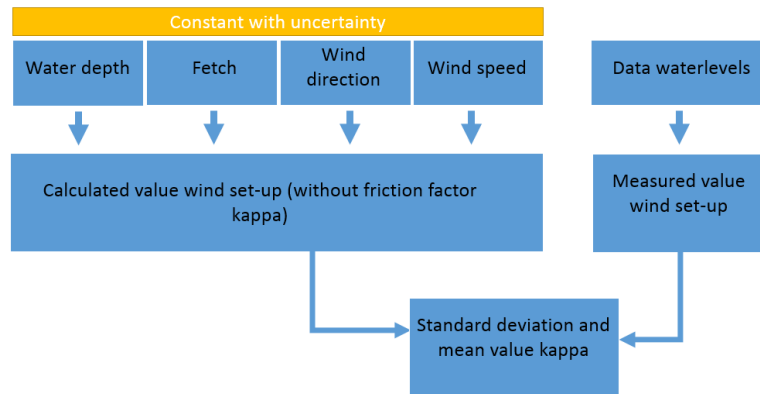 Constant with uncertainty
Water depth
Fetch
Wind
direction
Wind speed
Data waterlevels
Calculated value wind set-up (without friction factor
kappa)
Measured value
wind set-up
Standard deviation and
mean value kappa